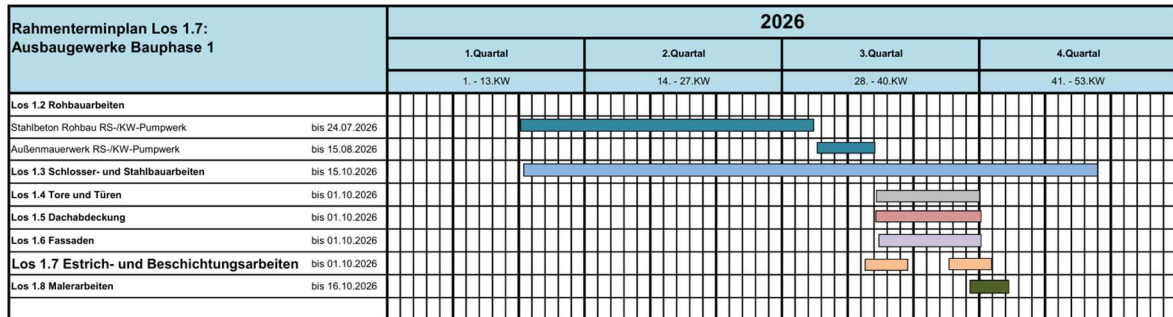 Rahmenterminplan Los 1.7:
Ausbaugewerke Bauphase 1
2026
1.Quartal 2.Quartal 3.Quartal 4.Quartal
1. - 13.KW 14. - 27.KW 28. - 40.KW 41. - 53.KW
Los 1.2 Rohbauarbeiten
Stahlbeton Rohbau RS-/KW-Pumpwerk bis 24.07.2026
Außenmauerwerk RS-/KW-Pumpwerk bis 15.08.2026
Los 1.3 Schlosser- und Stahlbauarbeiten bis 15.10.2026
Los 1.4 Tore und Türen bis 01.10.2026
Los 1.5 Dachabdeckung bis 01.10.2026
Los 1.6 Fassaden bis 01.10.2026
Los 1.7 Estrich- und Beschichtungsarbeiten bis 01.10.2026
Los 1.8 Malerarbeiten bis 16.10.2026